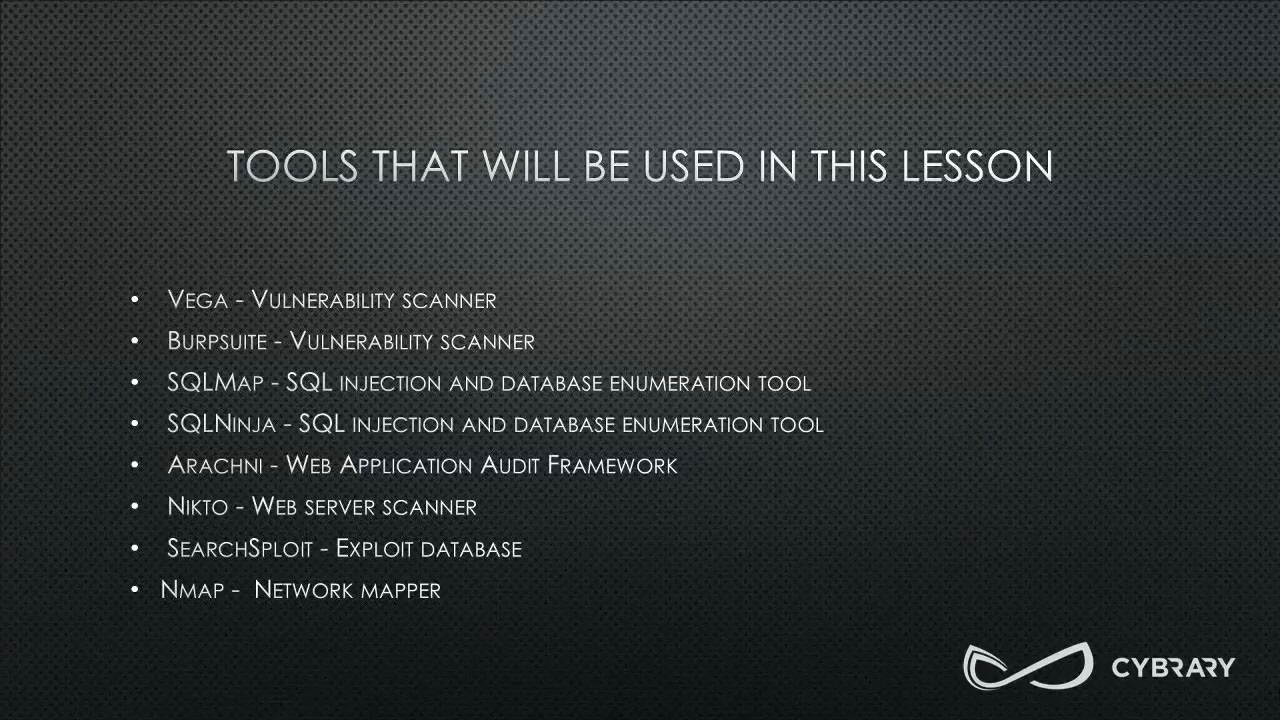 TOOLS THAT WILL BE USED IN THIS LESSON
• VEGA - VULNERABILITY SCANNER
• BURPSUITE - VULNERABILITY SCANNER
• SQLMAP - SQL INJECTION AND DATABASE ENUMERATION TOOL
• SQLNINJA - SQL INJECTION AND DATABASE ENUMERATION TOOL
• ARACHNI - WEB APPLICATION AUDIT FRAMEWORK
• NIKTO - WEB SERVER SCANNER
• SEARCHSPLOIT - EXPLOIT DATABASE
• NMAP - NETWORK MAPPER
CYBRARY